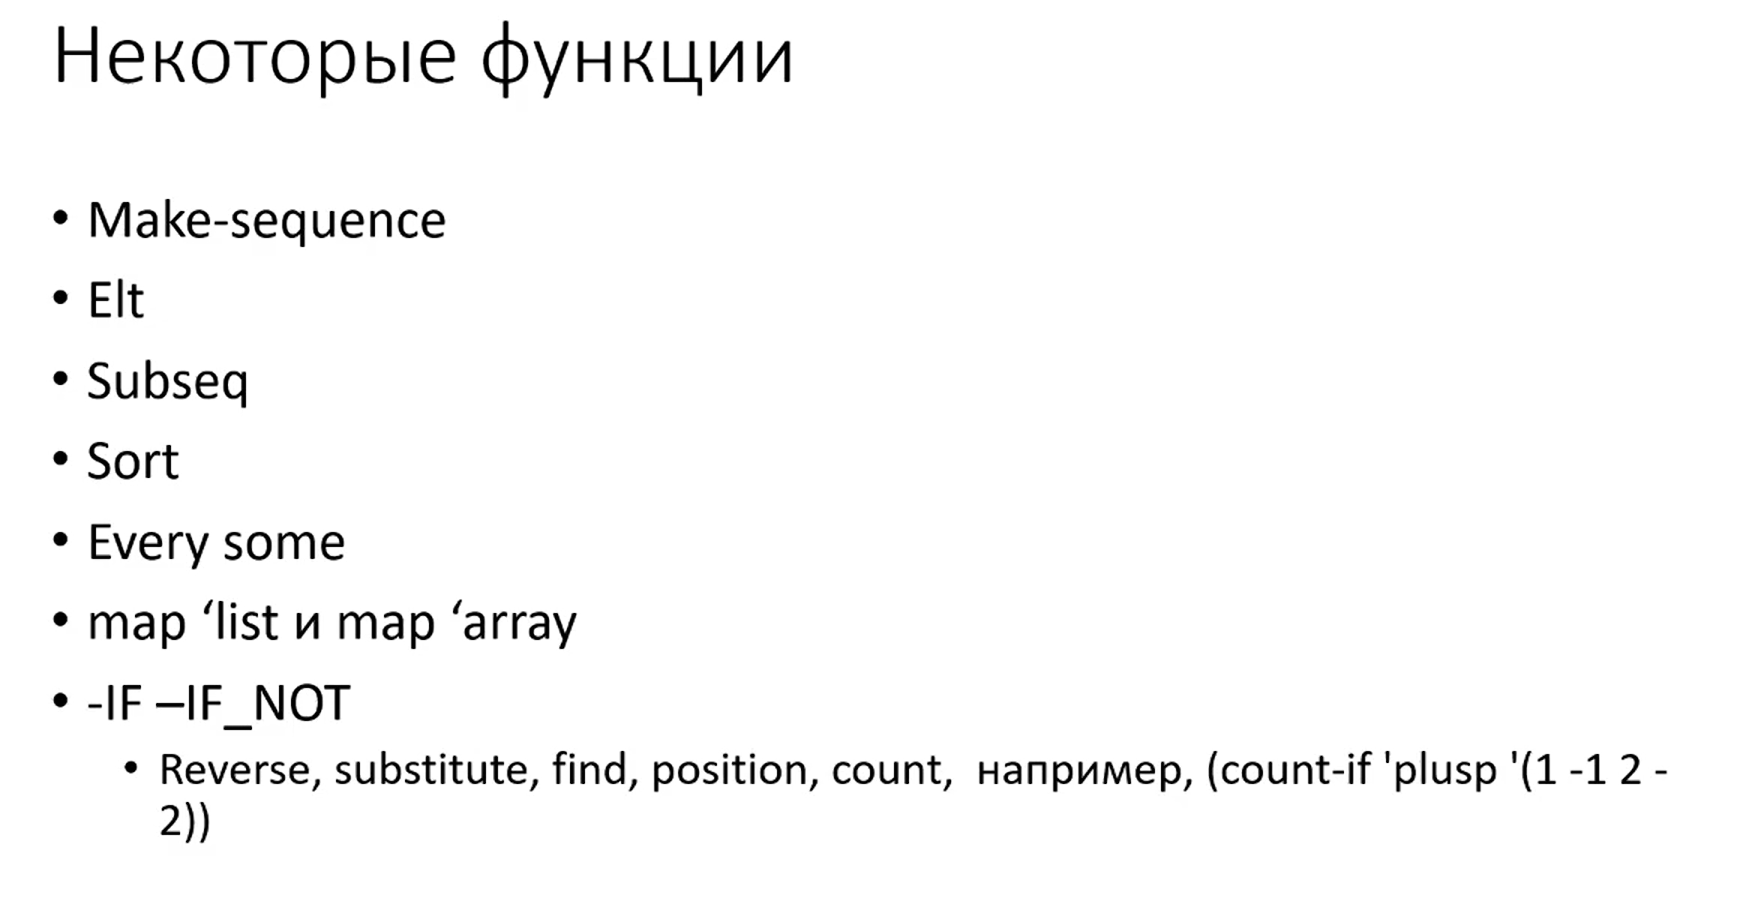 Некоторые функции
• Make-sequence
• Elt
• Subseq
• Sort
• Every some
• map ‘list и map ‘array
• -IF –IF_NOT
• Reverse, substitute, find, position, count,  например, (count-if 'plusp '(1 -1 2 -
2))